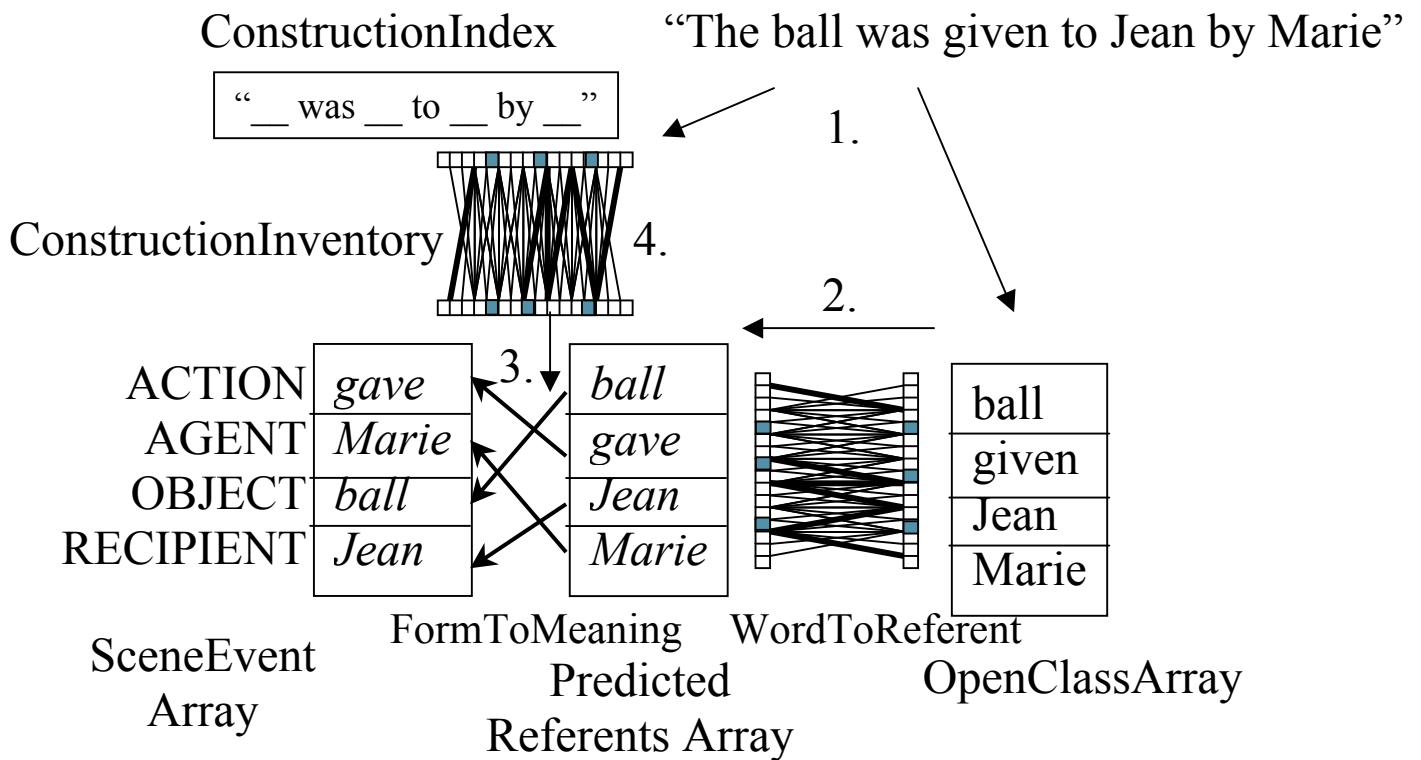 ConstructionIndex
“The ball was given to Jean by Marie”
“__ was __ to __ by __”
1.
ConstructionInventory
4.
2.
3.
ACTION
AGENT
OBJECT
RECIPIENT
gave
Marie
ball
Jean
ball
gave
Jean
Marie
ball
given
Jean
Marie
FormToMeaning
WordToReferent
SceneEvent
Array
Predicted
Referents Array
OpenClassArray